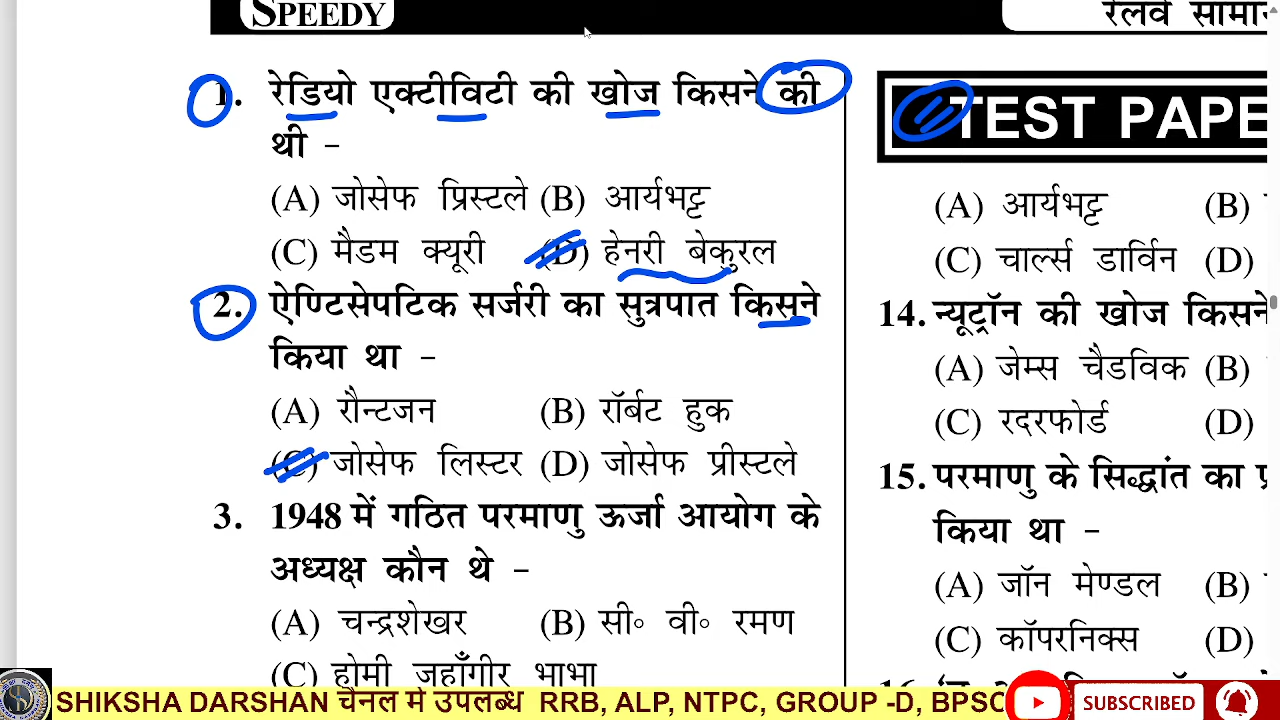 SPEEDY
रेलवे सामान
1. रेडियो एक्टीविटी की खोज किसने की
थी -
(A) जोसेफ प्रिस्टले (B) आर्यभट्ट
(C) मैडम क्यूरी (D) हेनरी बेकुरल
2. ऐण्टिसेपटिक सर्जरी का सुत्रपात किसने
किया था -
(A) रौन्टजन (B) रॉर्बट हुक
(C) जोसेफ लिस्टर (D) जोसेफ प्रीस्टले
3. 1948 में गठित परमाणु ऊर्जा आयोग के
अध्यक्ष कौन थे -
(A) चन्द्रशेखर (B) सी॰ वी॰ रमण
(C) होमी जहाँगीर भाभा
TEST PAPE
(A) आर्यभट्ट (B)
(C) चार्ल्स डार्विन (D)
14. न्यूट्रॉन की खोज किसने
(A) जेम्स चैडविक (B)
(C) रदरफोर्ड (D)
15. परमाणु के सिद्धांत का प्र
किया था -
(A) जॉन मेण्डल (B)
(C) कॉपरनिक्स (D)
SHIKSHA DARSHAN चैनल में उपलब्ध RRB, ALP, NTPC, GROUP -D, BPSC
SUBSCRIBED